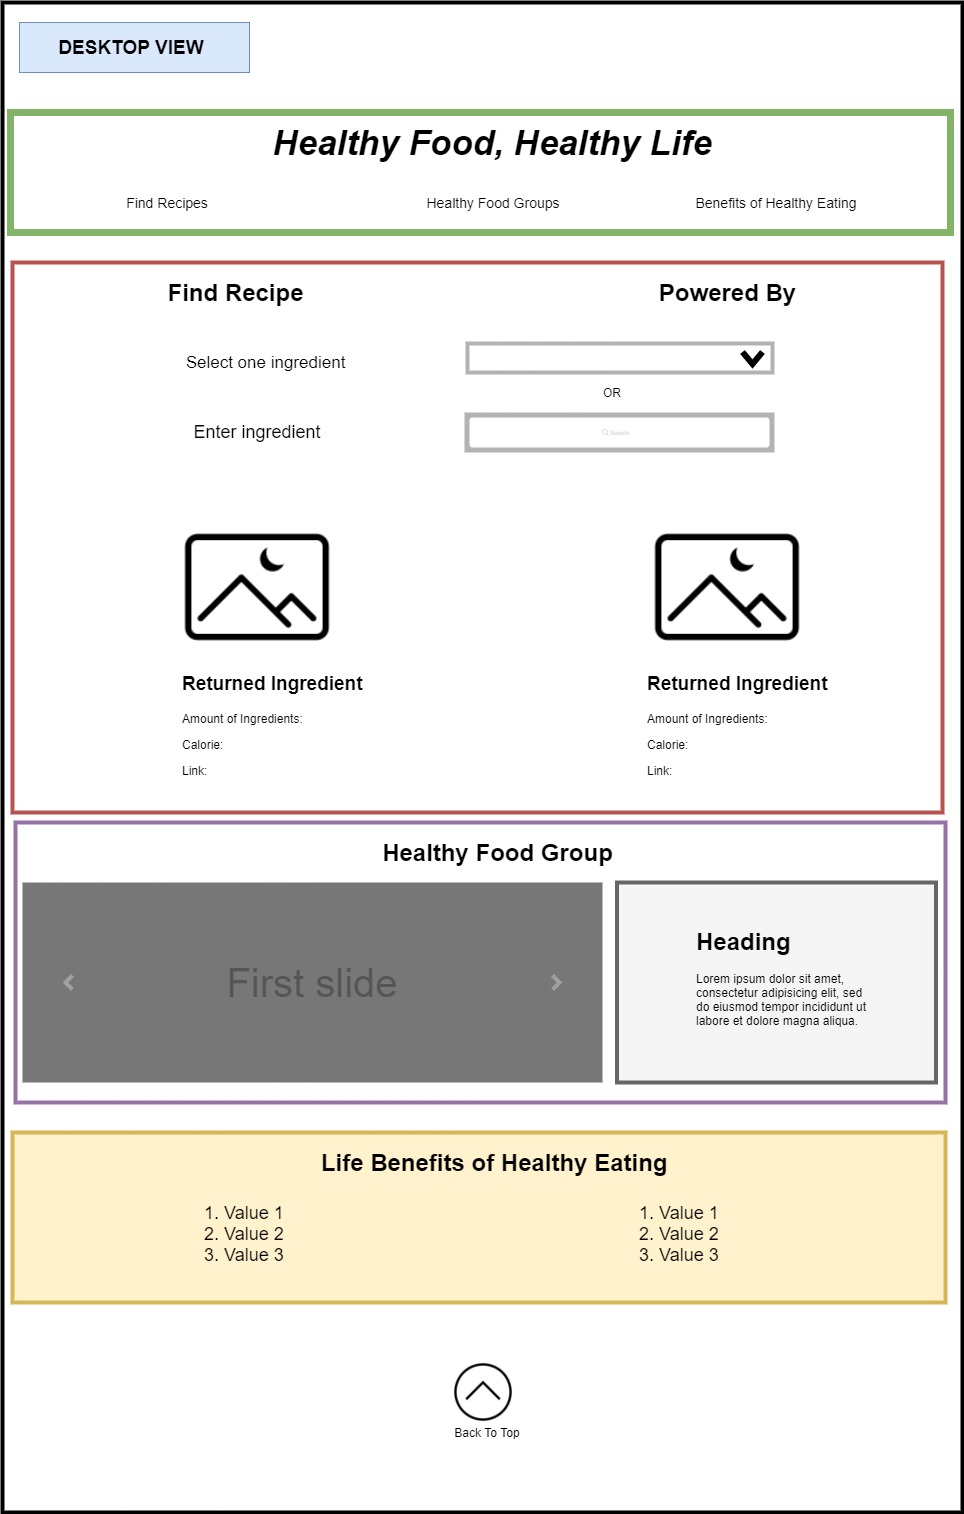 DESKTOP VIEW
Healthy Food, Healthy Life
Find Recipes
Healthy Food Groups
Benefits of Healthy Eating
Find Recipe
Powered By
Select one ingredient
OR
Enter ingredient
Search
Returned Ingredient
Amount of Ingredients:
Calorie:
Link:
Returned Ingredient
Amount of Ingredients:
Calorie:
Link:
Healthy Food Group
First slide
Heading
Lorem ipsum dolor sit amet,
consectetur adipisicing elit, sed
do eiusmod tempor incididunt ut
labore et dolore magna aliqua.
Life Benefits of Healthy Eating
1. Value 1
2. Value 2
3. Value 3
1. Value 1
2. Value 2
3. Value 3
Back To Top